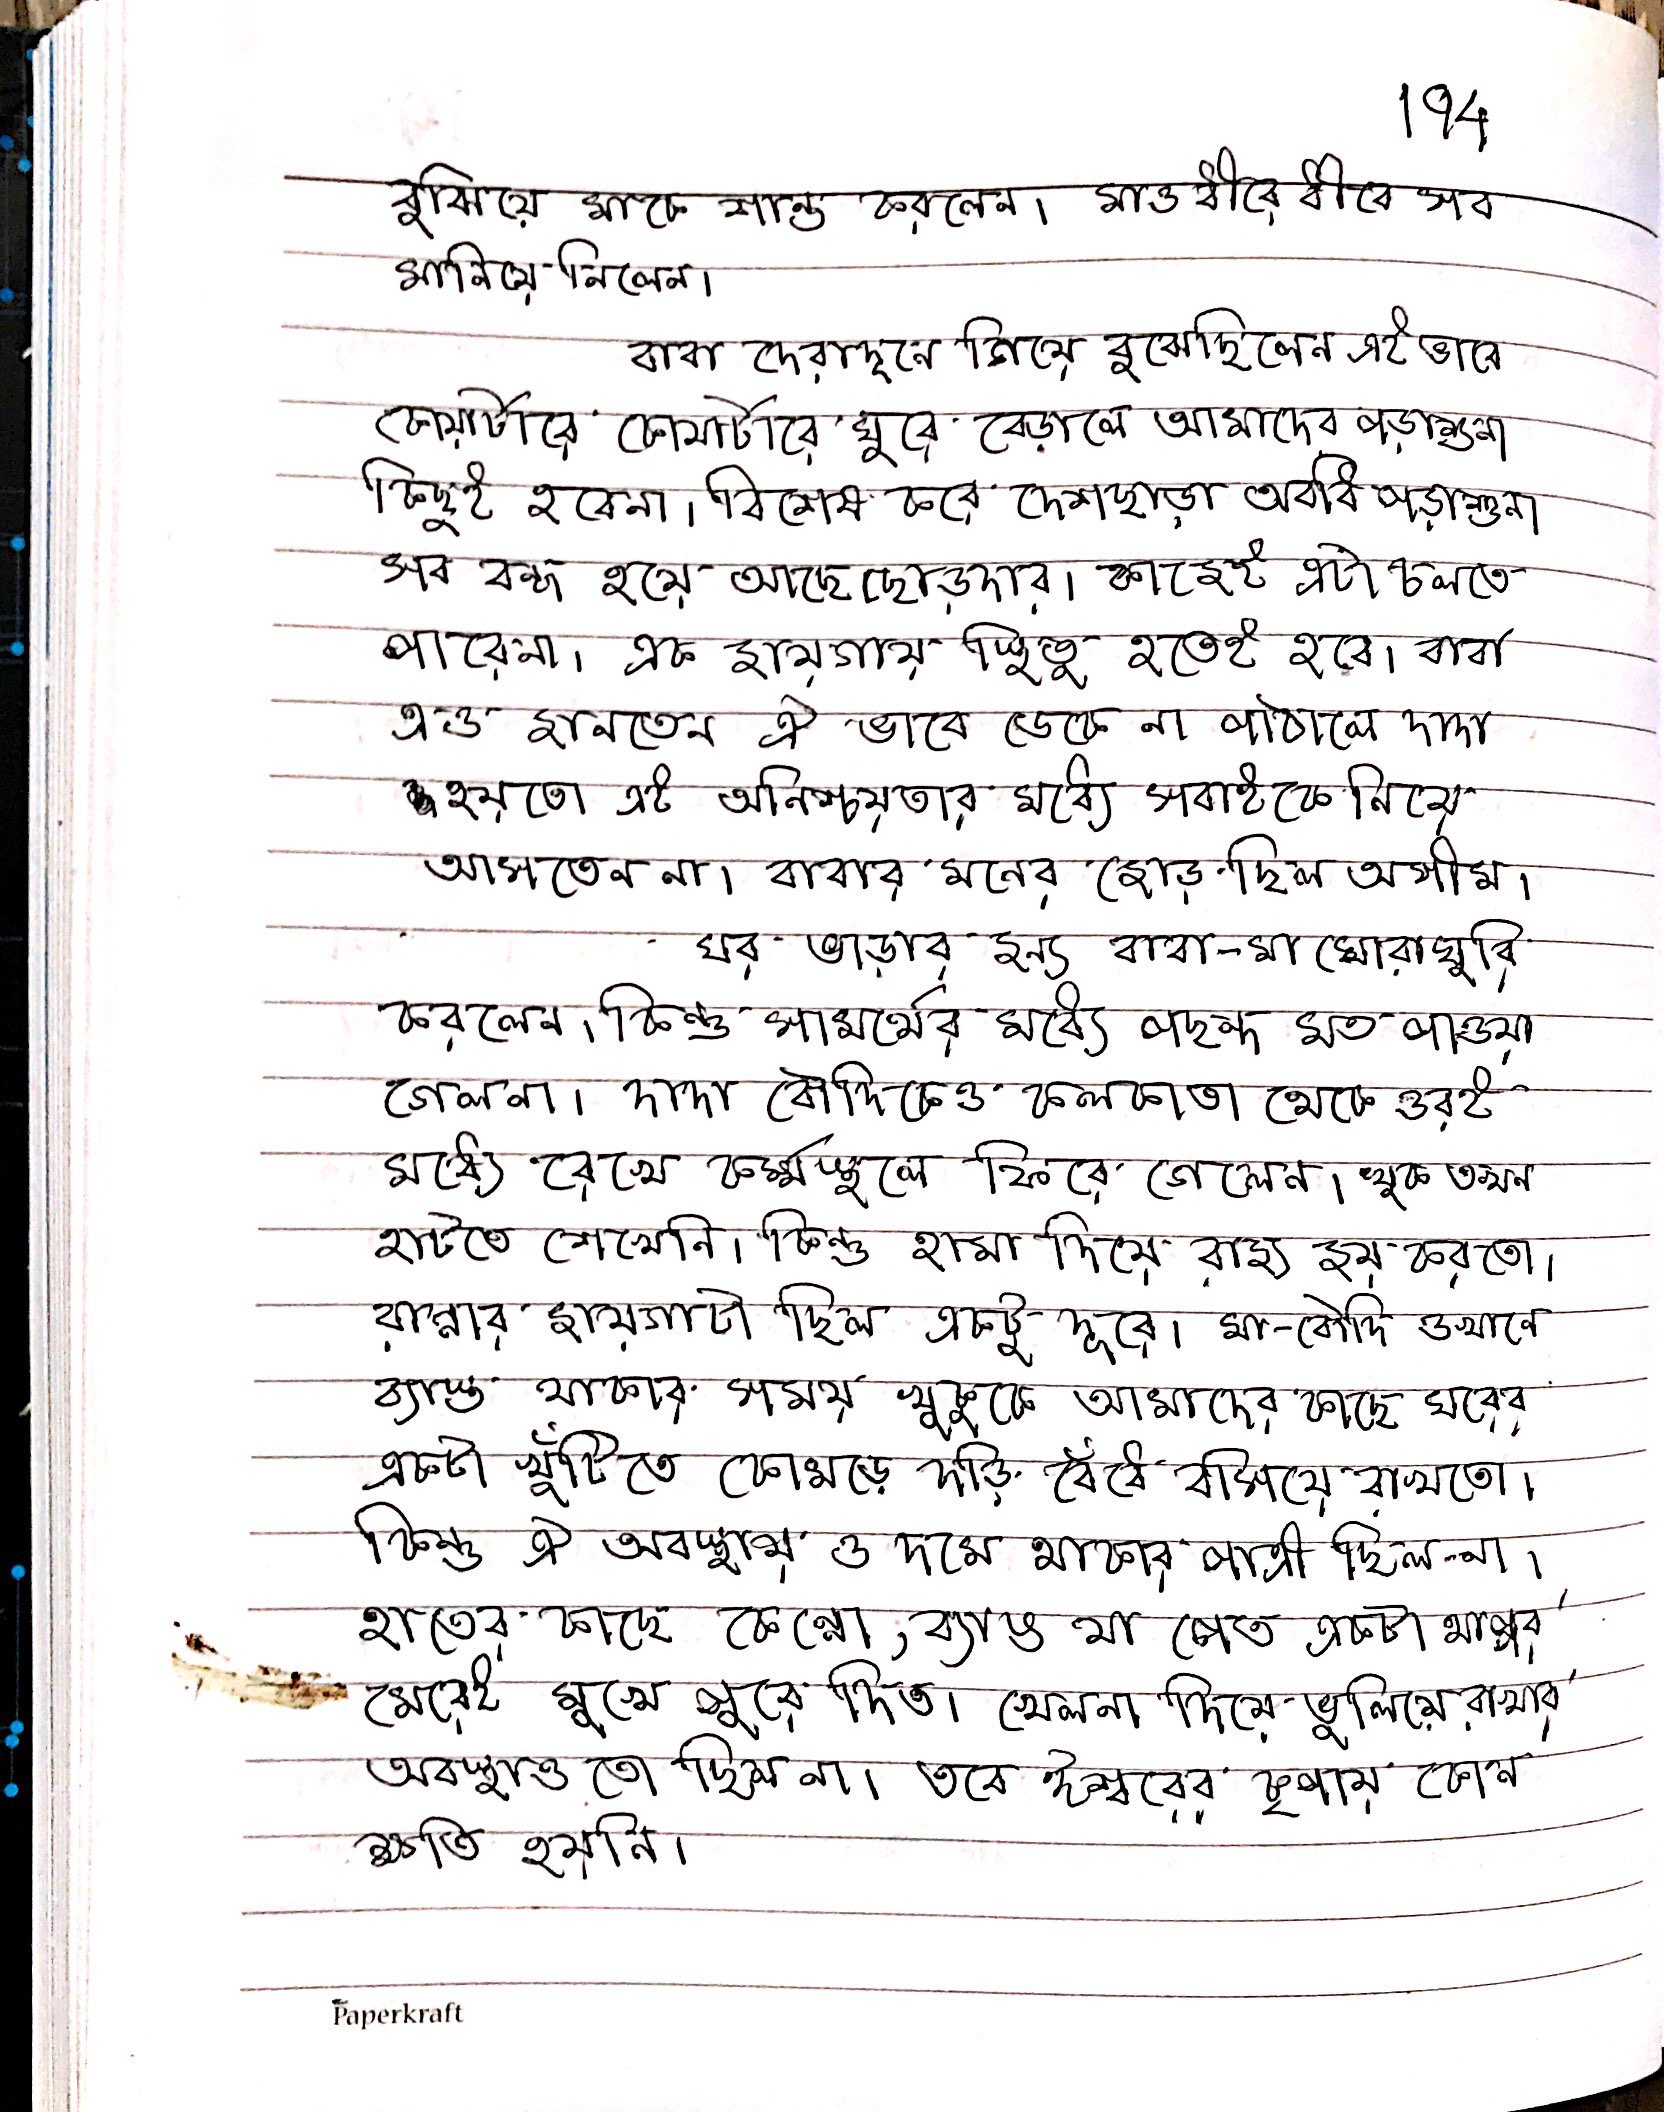 194
বুঝিয়ে মাকে শান্ত করলেন। মাও ধীরে ধীরে সব
মানিয়ে নিলেন।
বাবা দেরাদুনে গিয়ে বুঝেছিলেন এই ভাবে
কোয়ার্টারে কোয়ার্টারে ঘুরে বেড়ালে আমাদের পড়াশুনা
কিছুই হবেনা। বিশেষ করে দেশছাড়া অবধি পড়াশুনা
সব বন্ধ হয়ে আছে ছোড়দার। কাজেই এটা চলতে
পারেনা। এক জায়গায় স্থিতু হতেই হবে। বাবা
এও জানতেন ঐ ভাবে ডেকে না পাঠালে দাদা
হয়তো এই অনিশ্চয়তার মধ্যে সবাইকে নিয়ে
আসতেন না। বাবার মনের জোড় ছিল অসীম।
ঘর ভাড়ার জন্য বাবা-মা ঘোরাঘুরি
করলেন। কিন্তু সামর্থের মধ্যে পছন্দ মত পাওয়া
গেলনা। দাদা বৌদিকেও কলকাতা থেকে ওরই
মধ্যে রেখে কর্ম্মস্থলে ফিরে গেলেন। খুকু তখন
হাটতে শেখেনি। কিন্তু হামা দিয়ে রাজ্য জয় করতো।
রান্নার জায়গাটা ছিল একটু দূরে। মা-বৌদি ওখানে
ব্যাস্ত থাকার সময় খুকুকে আমাদের কাছে ঘরের
একটা খুঁটিতে কোমড়ে দড়ি বেঁধে বসিয়ে রাখতো।
কিন্তু ঐ অবস্থায় ও দমে থাকার পাত্রী ছিল-না।
হাতের কাছে কেন্নো, ব্যাঙ যা পেত একটা থাপ্পর
মেরেই মুখে পুরে দিত। খেলনা দিয়ে ভুলিয়ে রাখার
অবস্থাও তো ছিল না। তবে ঈশ্বরের কৃপায় কোন
ক্ষতি হয়নি।
Paperkraft